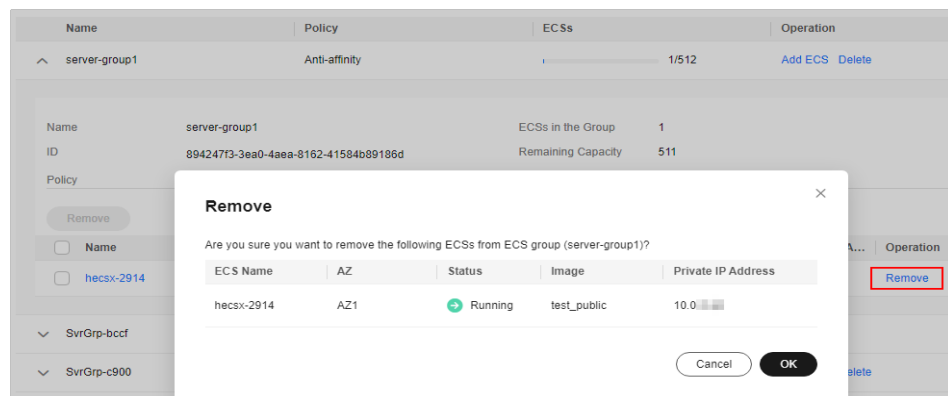 Name Policy ECSs Operation
server-group1 Anti-affinity 1/512 Add ECS Delete
Name server-group1 ECSs in the Group 1
ID 894247f3-3ea0-4aea-8162-41584b89186d Remaining Capacity 511
Policy
Remove
Name A... Operation
hecsx-2914 Remove
SvrGrp-bccf
SvrGrp-c900 elete
Remove
Are you sure you want to remove the following ECSs from ECS group (server-group1)?
ECS Name AZ Status Image Private IP Address
hecsx-2914 AZ1 Running test_public 10.0
Cancel OK